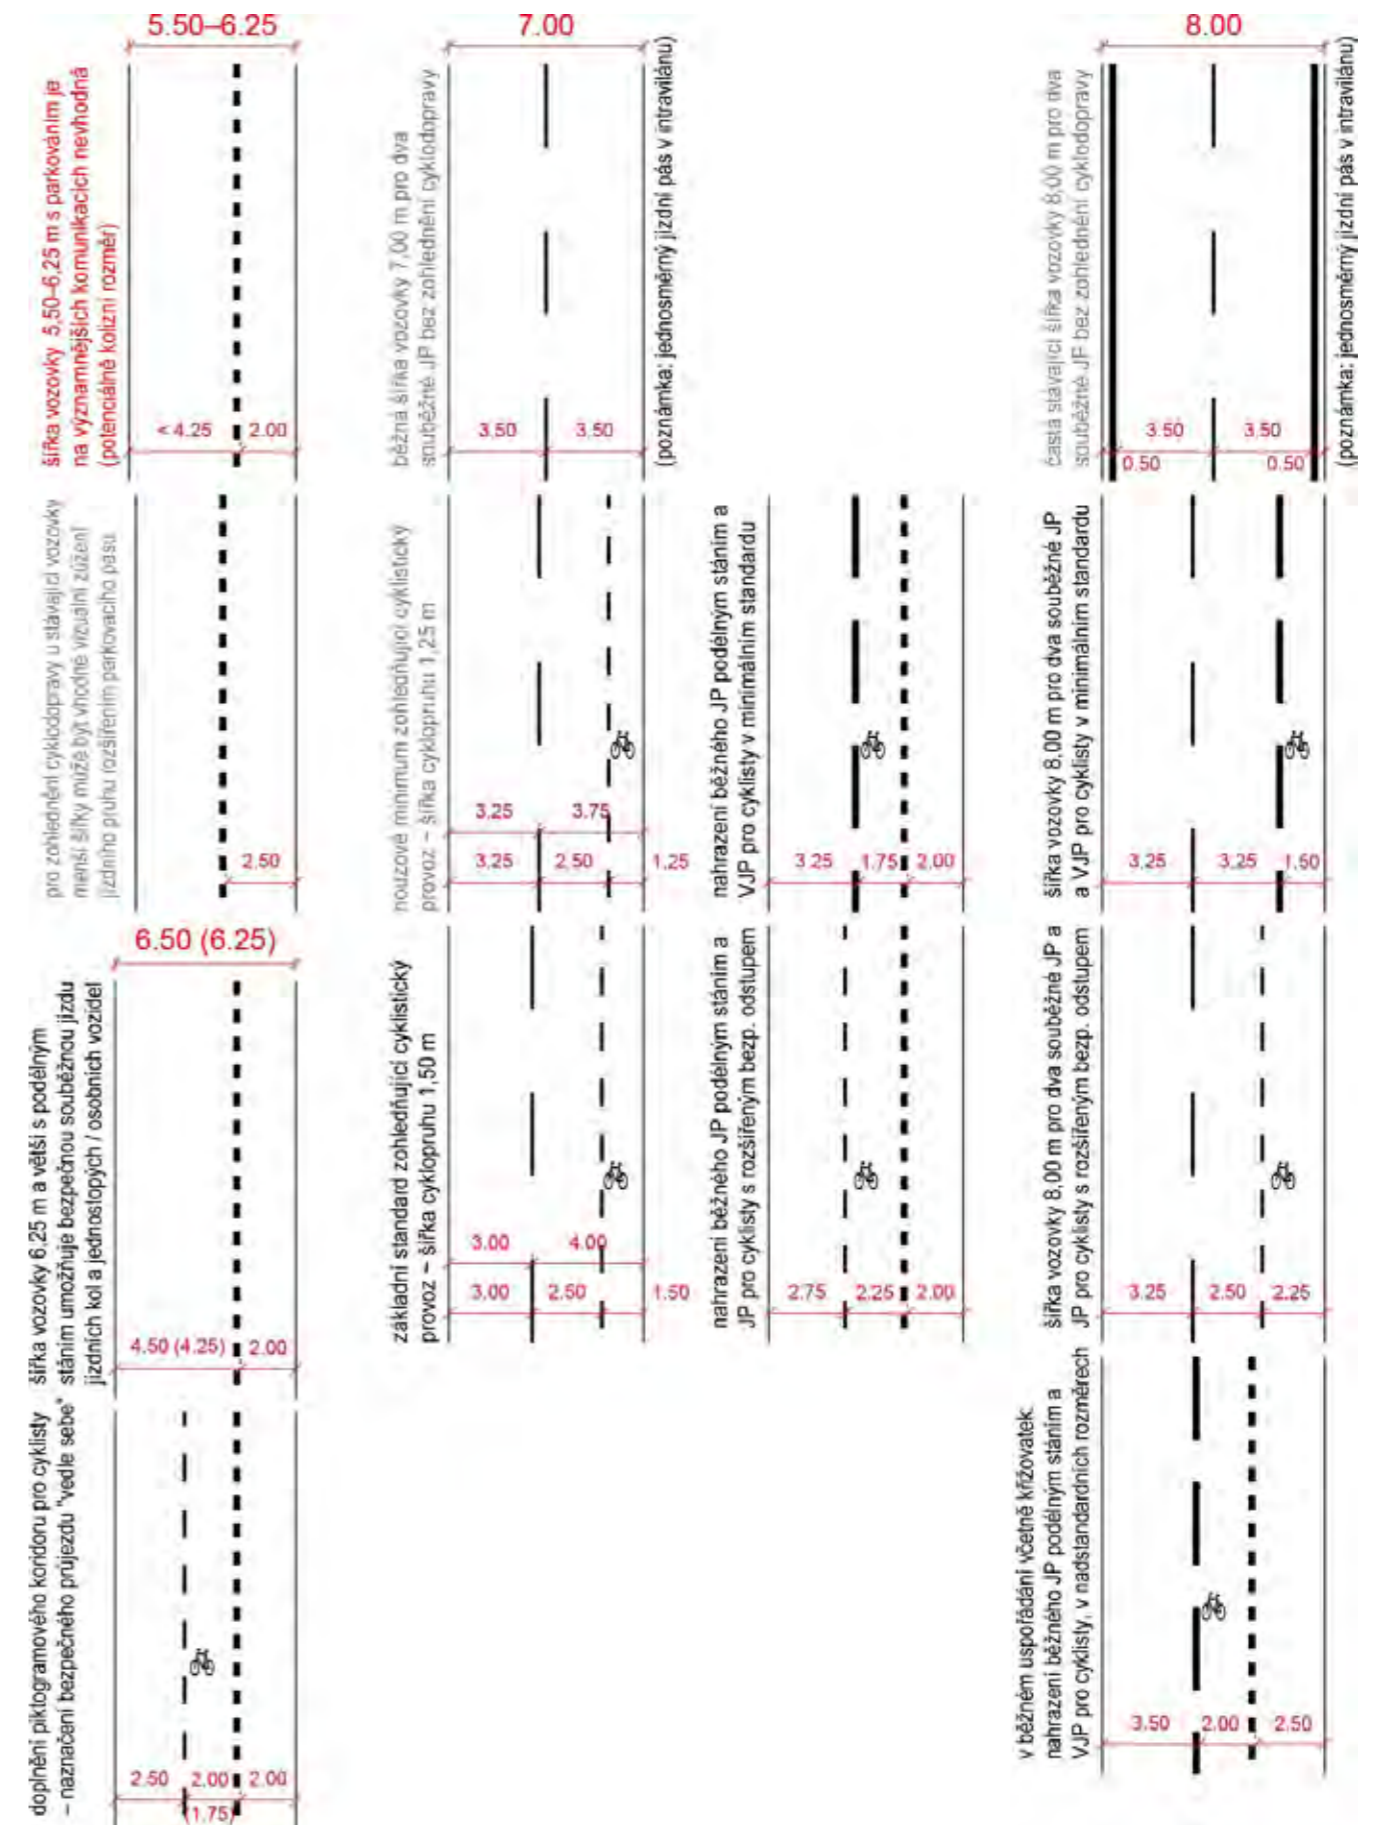 5.50–6.25
šířka vozovky 5,50–6,25 m s parkováním je
na významnějších komunikacích nevhodná
(potenciálně kolizní rozměr)
< 4.25
2.00
pro zohlednění cyklodopravy u stávající vozovky
menší šířky může být vhodné vizuální zúžení
jízdního pruhu rozšířením parkovacího pásu
2.50
6.50 (6.25)
šířka vozovky 6,25 m a větší s podélným
stáním umožňuje bezpečnou souběžnou jízdu
jízdních kol a jednostopých / osobních vozidel
4.50 (4.25)
2.00
doplnění piktogramového koridoru pro cyklisty
– naznačení bezpečného průjezdu "vedle sebe"
2.50
2.00
2.00
(1.75)
7.00
běžná šířka vozovky 7,00 m pro dva
souběžné JP bez zohlednění cyklodopravy
(poznámka: jednosměrný jízdní pás v intravilánu)
3.50
3.50
nouzové minimum zohledňující cyklistický
provoz – šířka cyklopruhu 1,25 m
3.25
3.75
3.25
2.50
1.25
nahrazení běžného JP podélným stáním a
VJP pro cyklisty v minimálním standardu
3.25
1.75
2.00
základní standard zohledňující cyklistický
provoz – šířka cyklopruhu 1,50 m
3.00
4.00
3.00
2.50
1.50
nahrazení běžného JP podélným stáním a
JP pro cyklisty s rozšířeným bezp. odstupem
2.75
2.25
2.00
8.00
častá stávající šířka vozovky 8,00 m pro dva
souběžné JP bez zohlednění cyklodopravy
(poznámka: jednosměrný jízdní pás v intravilánu)
3.50
3.50
0.50
0.50
šířka vozovky 8,00 m pro dva souběžné JP
a VJP pro cyklisty v minimálním standardu
3.25
3.25
1.50
šířka vozovky 8,00 m pro dva souběžné JP a
JP pro cyklisty s rozšířeným bezp. odstupem
3.25
2.50
2.25
v běžném uspořádání včetně křižovatek:
nahrazení běžného JP podélným stáním a
VJP pro cyklisty, v nadstandardních rozměrech
3.50
2.00
2.50